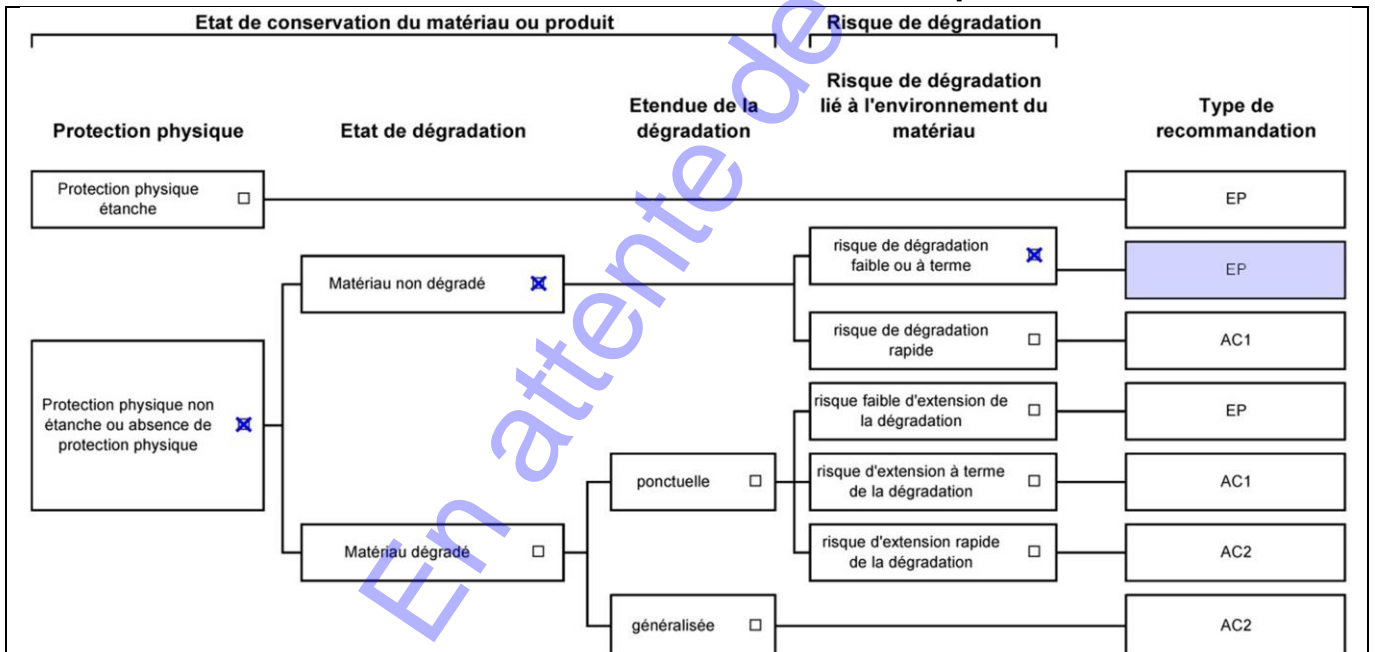 Etat de conservation du matériau ou produit
Risque de dégradation
Protection physique
Etat de dégradation
Etendue de la
dégradation
Risque de dégradation
lié à l'environnement du
matériau
Type de
recommandation
Protection physique
étanche
EP
risque de dégradation
faible ou à terme
EP
Matériau non dégradé
risque de dégradation
rapide
AC1
Protection physique non
étanche ou absence de
protection physique
risque faible d'extension de
la dégradation
EP
ponctuelle
risque d'extension à terme
de la dégradation
AC1
Matériau dégradé
risque d'extension rapide
de la dégradation
AC2
généralisée
AC2
En attente de